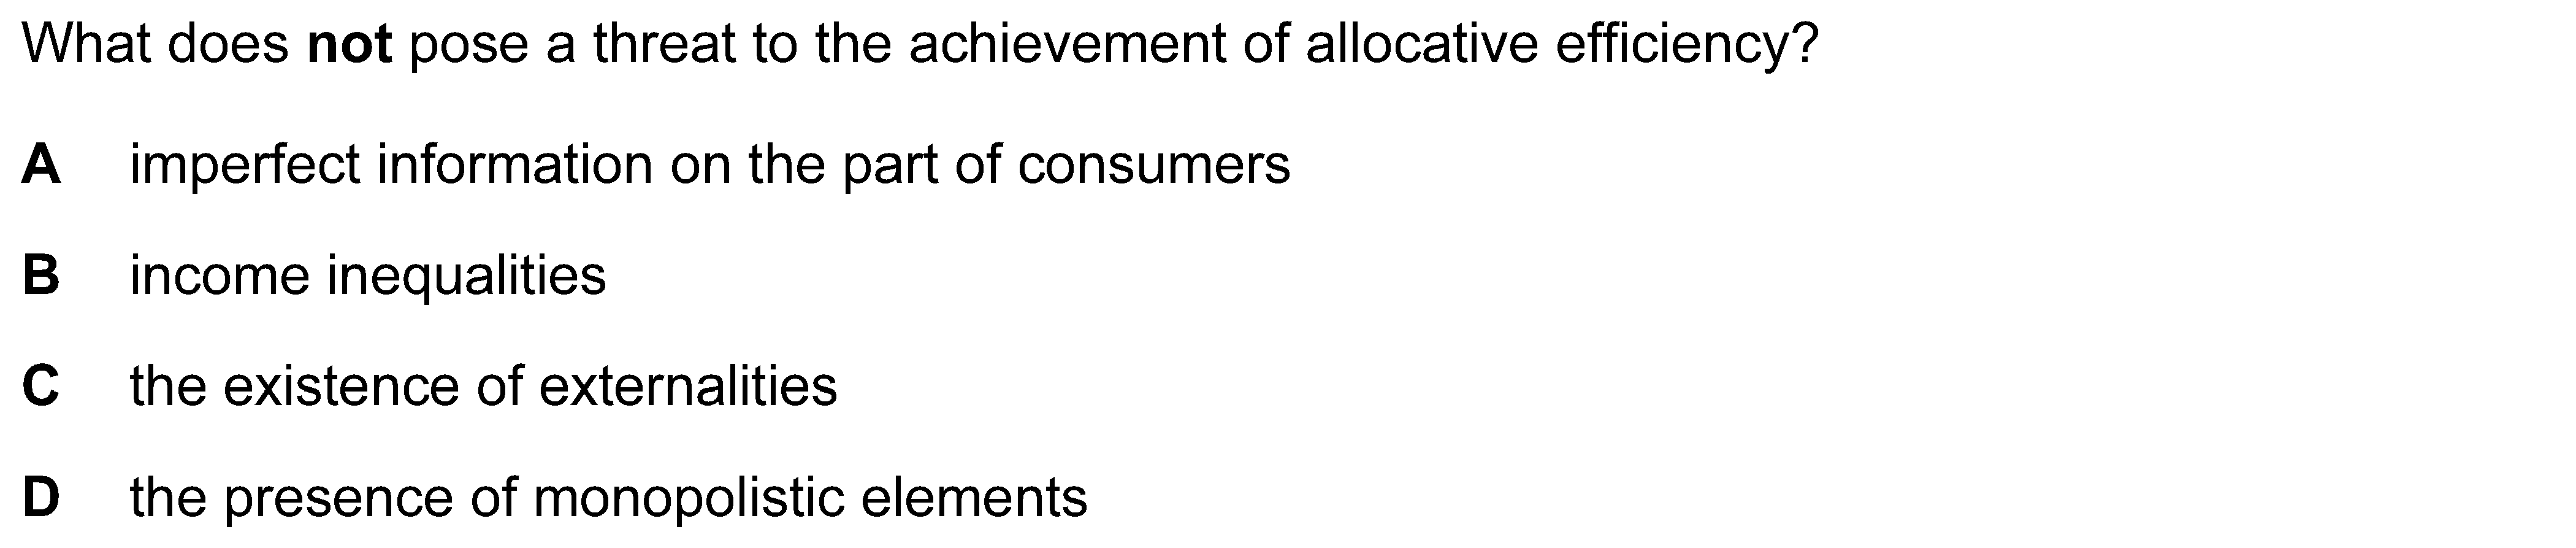 What does not pose a threat to the achievement of allocative efficiency?
A imperfect information on the part of consumers
B income inequalities
C the existence of externalities
D the presence of monopolistic elements